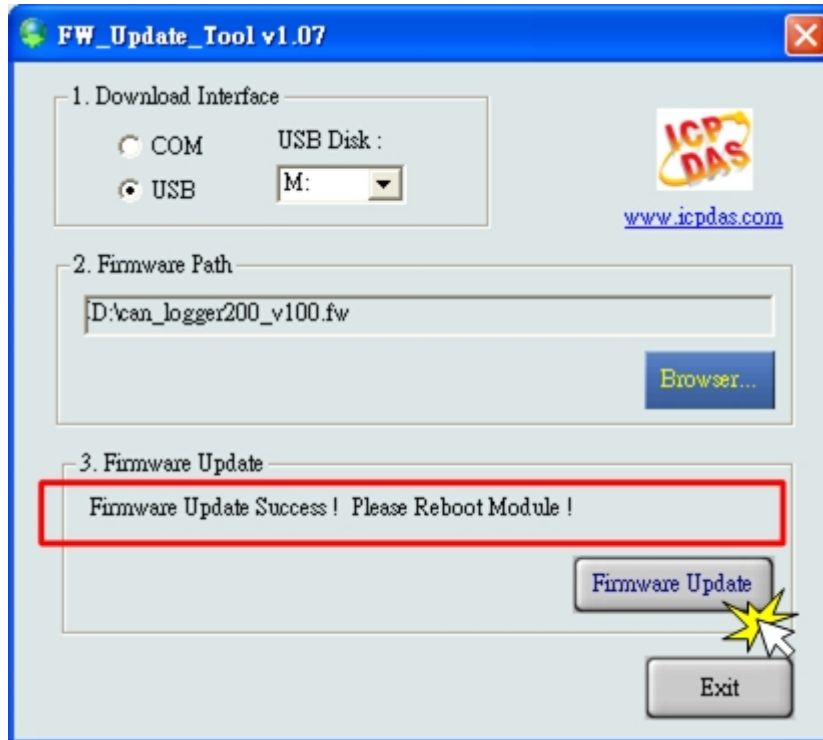 FW_Update_Tool v1.07
1. Download Interface
COM
USB Disk :
USB
M:
ICP
DAS
www.icpdas.com
2. Firmware Path
D:\can_logger200_v100.fw
Browser...
3. Firmware Update
Firmware Update Success ! Please Reboot Module !
Firmware Update
Exit